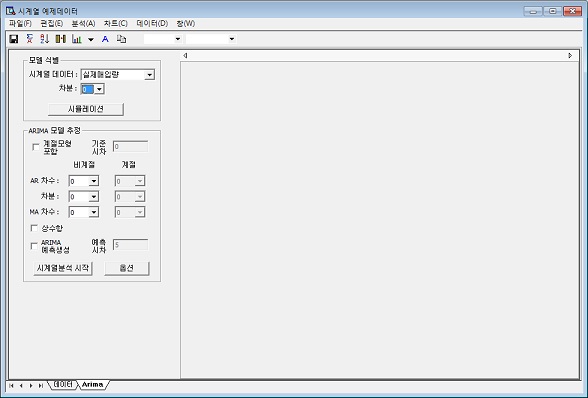 시계열 예제데이터
파일(F) 편집(E) 분석(A) 차트(C) 데이터(D) 창(W)
모델 식별
시계열 데이터 : 실제매입량
차분 : 0
시뮬레이션
ARIMA 모델 추정
계절모형 포함 기준 시차 0
비계절 계절
AR 차수 : 0 0
차분 : 0 0
MA 차수 : 0 0
상수항
ARIMA 예측생성 예측 시차 5
시계열분석 시작 옵션
데이터 Arima